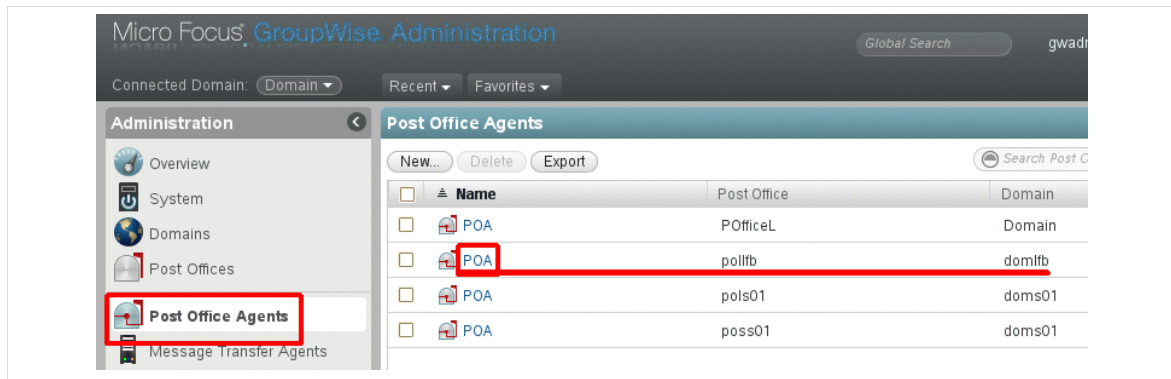 Micro Focus GroupWise Administration
Global Search
gwadr
Connected Domain: Domain
Recent Favorites
Administration
Post Office Agents
Overview
System
Domains
Post Offices
Post Office Agents
Message Transfer Agents
New... Delete Export
Search Post O
Name Post Office Domain
POA POfficeL Domain
POA pollfb domlfb
POA pols01 doms01
POA poss01 doms01